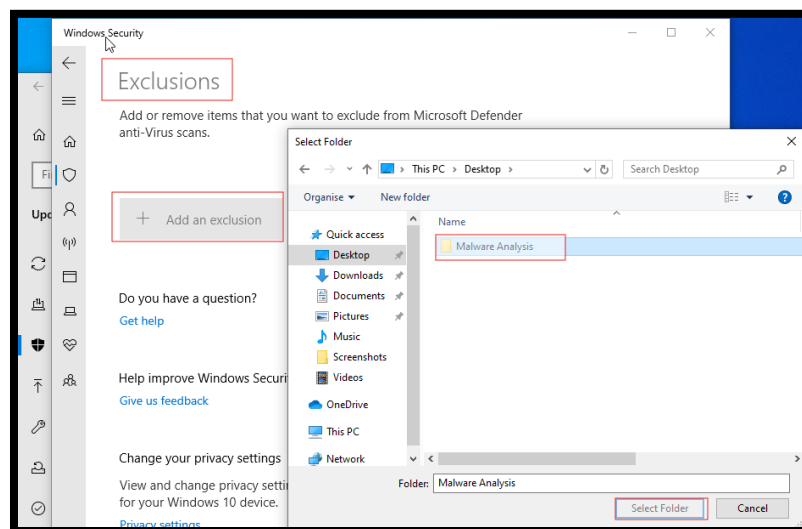 Windows Security
Exclusions
Add or remove items that you want to exclude from Microsoft Defender
anti-Virus scans.
Add an exclusion
Do you have a question?
Get help
Help improve Windows Securi
Give us feedback
Change your privacy settings
View and change privacy setti
for your Windows 10 device.
Privacy settings
Fi
Upd
Select Folder
This PC > Desktop >
Search Desktop
Organise
New folder
Name
Quick access
Desktop
Downloads
Documents
Pictures
Music
Screenshots
Videos
OneDrive
This PC
Network
Malware Analysis
Folder: Malware Analysis
Select Folder
Cancel